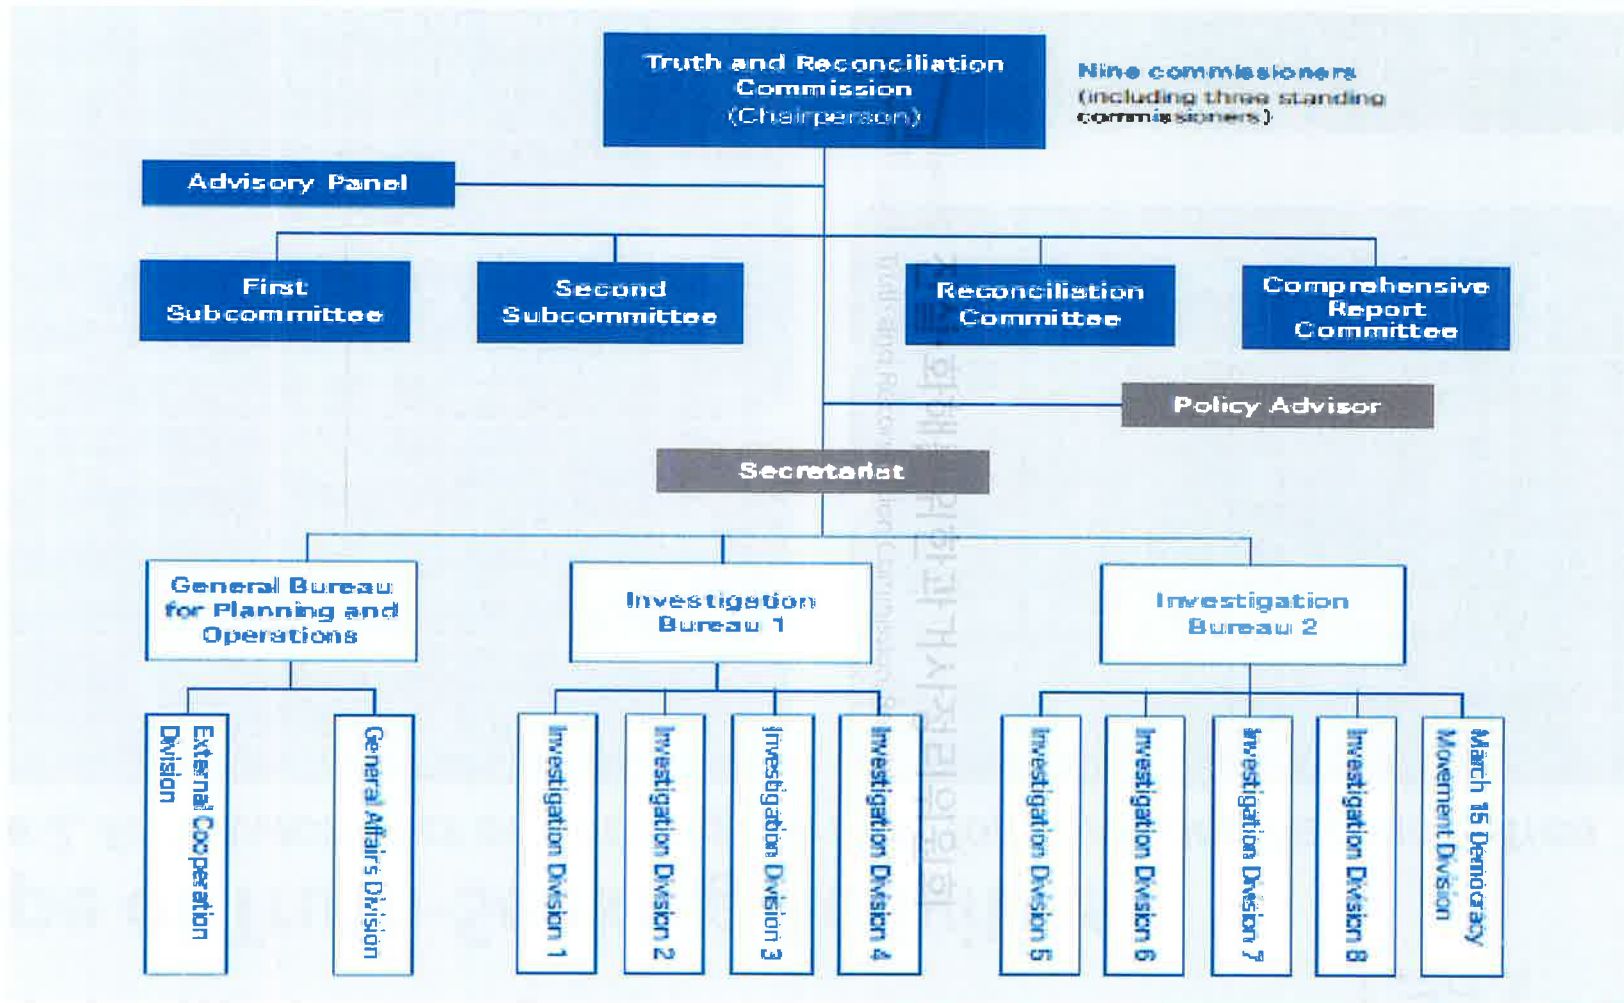 Truth and Reconciliation
Commission
(Chairperson)
Nine commissioners
(including three standing
commissioners)
Advisory Panel
First
Subcommittee
Second
Subcommittee
Reconciliation
Committee
Comprehensive
Report
Committee
Policy Advisor
Secretariat
General Bureau
for Planning and
Operations
Investigation
Bureau 1
Investigation
Bureau 2
External Cooperation
Division
General Affairs Division
Investigation Division 1
Investigation Division 2
Investigation Division 3
Investigation Division 4
Investigation Division 5
Investigation Division 6
Investigation Division 7
Investigation Division 8
March 15 Democracy
Movement Division